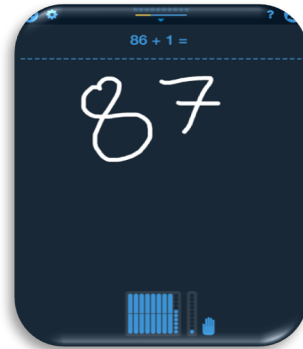 ?
86 + 1 =
87